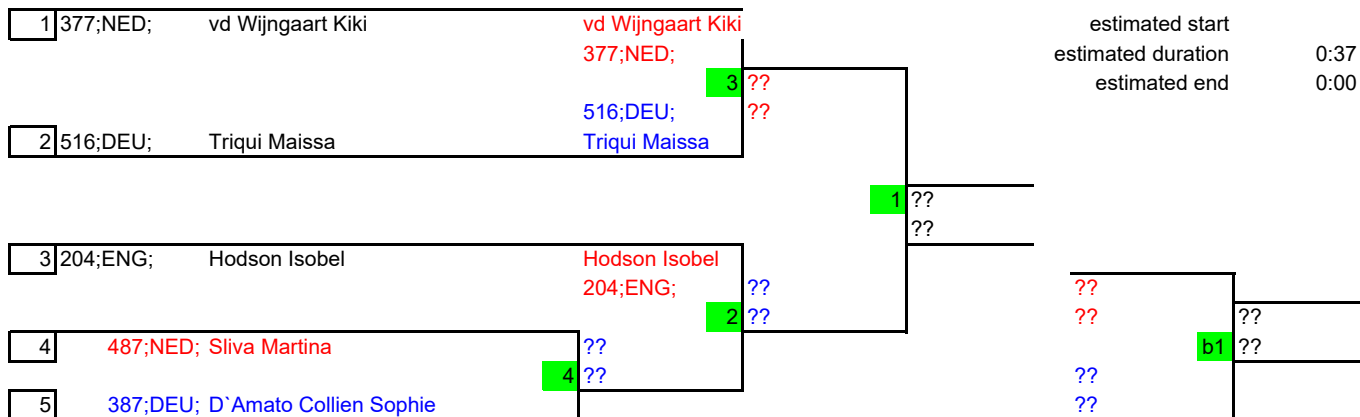 1 377;NED; vd Wijngaart Kiki vd Wijngaart Kiki estimated start
377;NED; estimated duration 0:37
3 ?? estimated end 0:00
516;DEU; ??
2 516;DEU; Triqui Maissa Triqui Maissa
1 ??
??
3 204;ENG; Hodson Isobel Hodson Isobel
204;ENG; ?? ??
2 ?? ?? ??
4 487;NED; Sliva Martina ?? b1 ??
4 ?? ??
5 387;DEU; D`Amato Collien Sophie ??